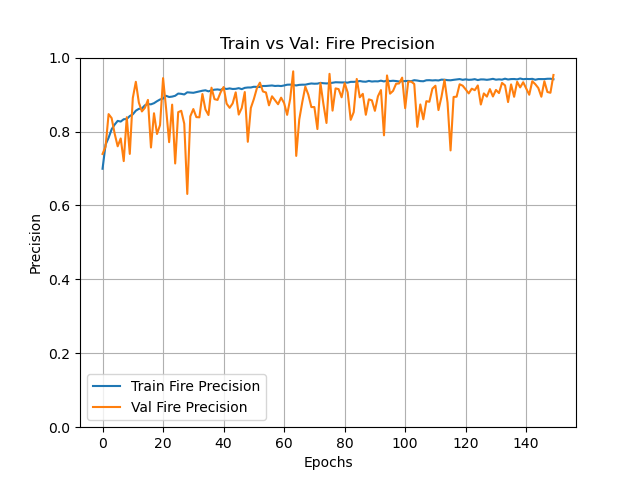 Train vs Val: Fire Precision
1.0
0.8
0.6
0.4
0.2
0.0
Precision
Train Fire Precision
Val Fire Precision
0 20 40 60 80 100 120 140
Epochs